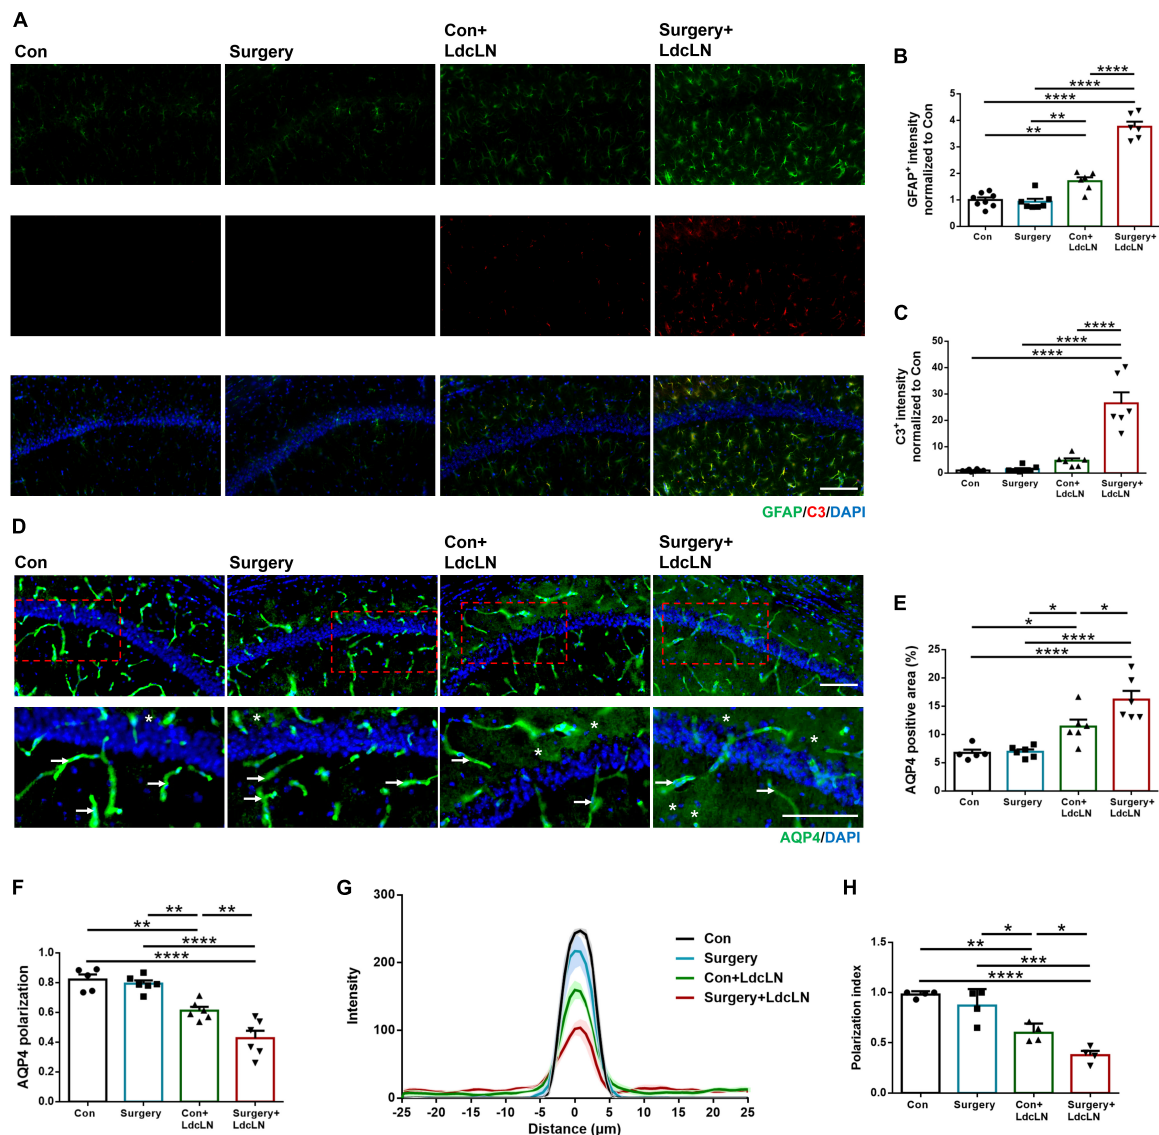 A
Con
Surgery
Con+
LdcLN
Surgery+
LdcLN
GFAP/C3/DAPI
B
****
****
****
**
**
GFAP+ intensity
normalized to Con
5
4
3
2
1
0
Con
Surgery
Con+
LdcLN
Surgery+
LdcLN
C
****
****
****
C3+ intensity
normalized to Con
50
40
30
20
10
0
Con
Surgery
Con+
LdcLN
Surgery+
LdcLN
D
Con
Surgery
Con+
LdcLN
Surgery+
LdcLN
*
*
*
*
*
*
*
AQP4/DAPI
E
*
*
*
****
****
AQP4 positive area (%)
25
20
15
10
5
0
Con
Surgery
Con+
LdcLN
Surgery+
LdcLN
F
**
**
**
****
****
AQP4 polarization
1.0
0.8
0.6
0.4
0.2
0.0
Con
Surgery
Con+
LdcLN
Surgery+
LdcLN
G
Intensity
300
200
100
0
-25
-20
-15
-10
-5
0
5
10
15
20
25
Distance (µm)
Con
Surgery
Con+LdcLN
Surgery+LdcLN
H
*
*
**
***
****
Polarization index
1.5
1.0
0.5
0.0
Con
Surgery
Con+
LdcLN
Surgery+
LdcLN